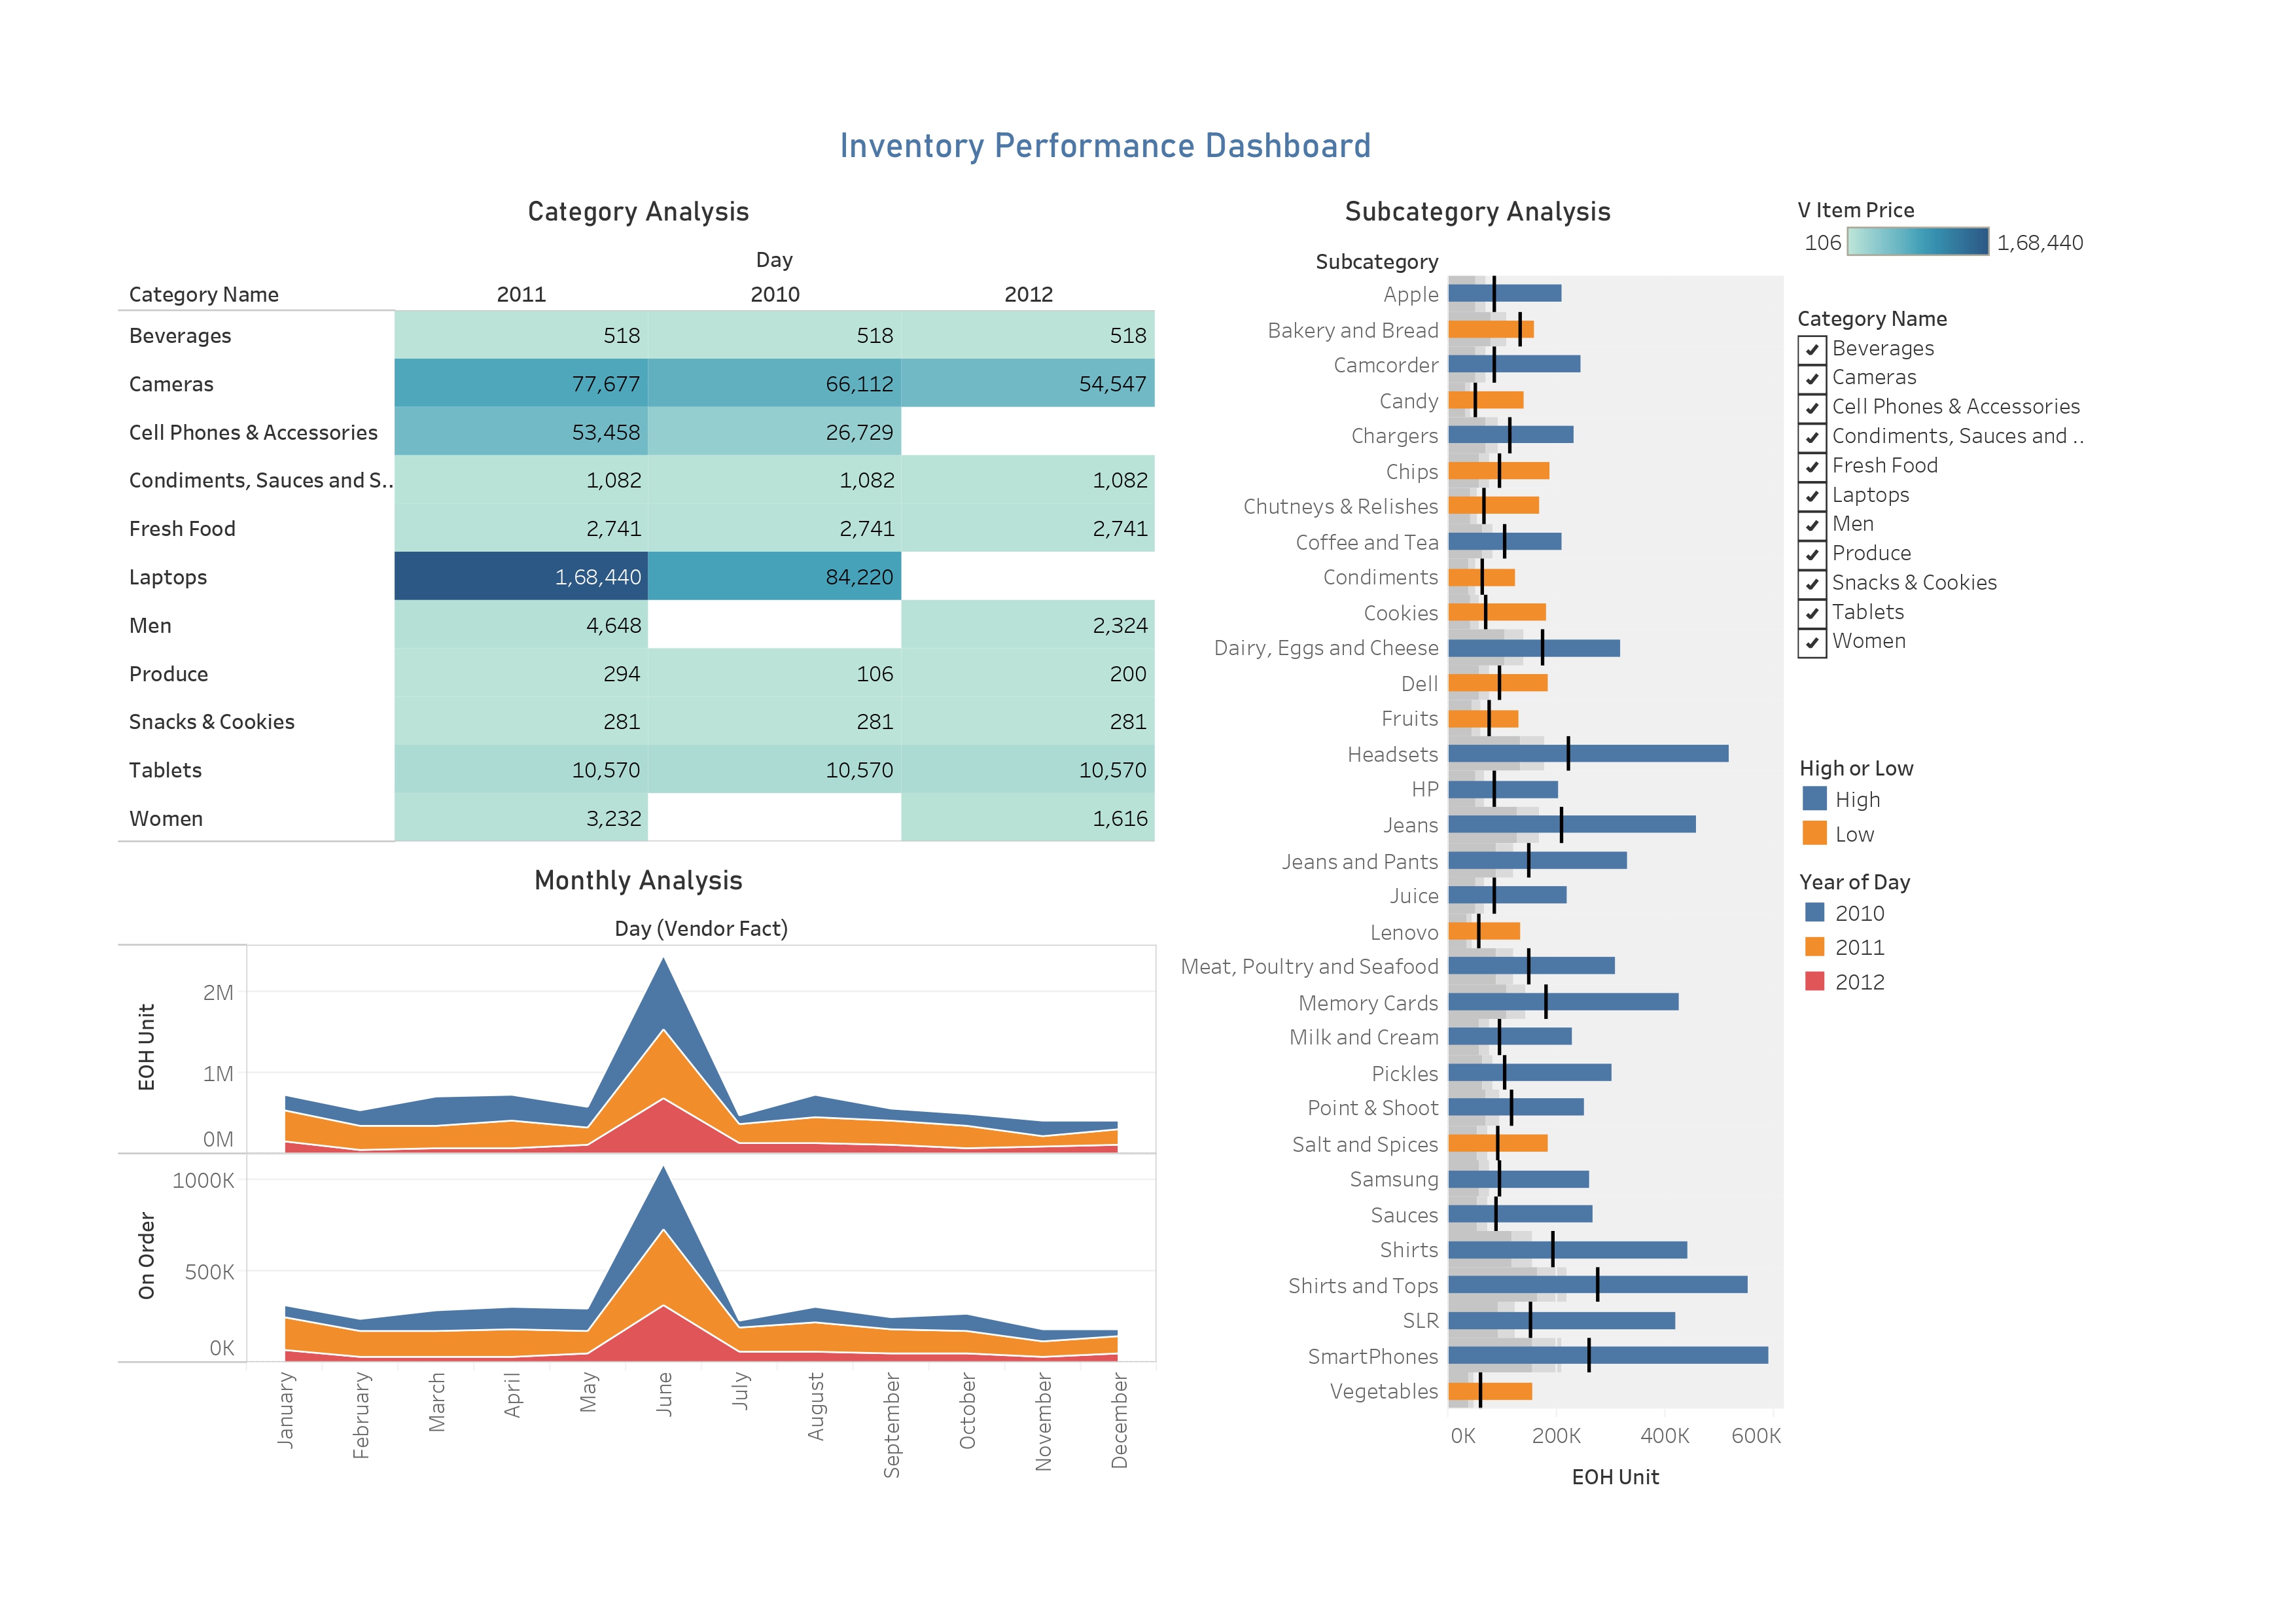 Inventory Performance Dashboard
Category Analysis
Day
Category Name 2011 2010 2012
Beverages 518 518 518
Cameras 77,677 66,112 54,547
Cell Phones & Accessories 53,458 26,729
Condiments, Sauces and S.. 1,082 1,082 1,082
Fresh Food 2,741 2,741 2,741
Laptops 1,68,440 84,220
Men 4,648 2,324
Produce 294 106 200
Snacks & Cookies 281 281 281
Tablets 10,570 10,570 10,570
Women 3,232 1,616
Monthly Analysis
Day (Vendor Fact)
EOH Unit
2M
1M
0M
On Order
1000K
500K
0K
January
February
March
April
May
June
July
August
September
October
November
December
Subcategory Analysis
Subcategory
Apple
Bakery and Bread
Camcorder
Candy
Chargers
Chips
Chutneys & Relishes
Coffee and Tea
Condiments
Cookies
Dairy, Eggs and Cheese
Dell
Fruits
Headsets
HP
Jeans
Jeans and Pants
Juice
Lenovo
Meat, Poultry and Seafood
Memory Cards
Milk and Cream
Pickles
Point & Shoot
Salt and Spices
Samsung
Sauces
Shirts
Shirts and Tops
SLR
SmartPhones
Vegetables
0K 200K 400K 600K
EOH Unit
V Item Price
106 1,68,440
Category Name
Beverages
Cameras
Cell Phones & Accessories
Condiments, Sauces and ..
Fresh Food
Laptops
Men
Produce
Snacks & Cookies
Tablets
Women
High or Low
High
Low
Year of Day
2010
2011
2012